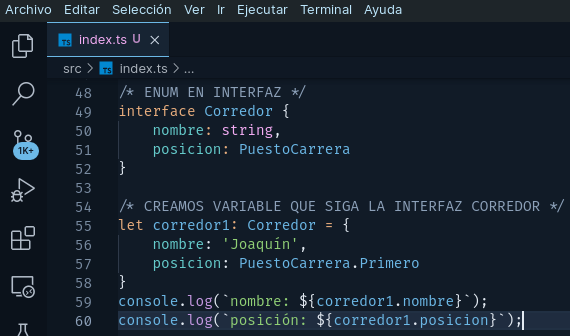 Archivo Editar Selección Ver Ir Ejecutar Terminal Ayuda
TS index.ts U ×
src > TS index.ts > ...
48 /* ENUM EN INTERFAZ */
49 interface Corredor {
50     nombre: string,
51     posicion: PuestoCarrera
52 }
53
54 /* CREAMOS VARIABLE QUE SIGA LA INTERFAZ CORREDOR */
55 let corredor1: Corredor = {
56     nombre: 'Joaquín',
57     posicion: PuestoCarrera.Primero
58 }
59 console.log(`nombre: ${corredor1.nombre}`);
60 console.log(`posición: ${corredor1.posicion}`);
1K+